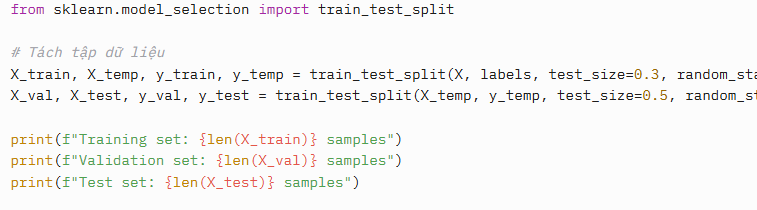 from sklearn.model_selection import train_test_split
# Tách tập dữ liệu
X_train, X_temp, y_train, y_temp = train_test_split(X, labels, test_size=0.3, random_sta
X_val, X_test, y_val, y_test = train_test_split(X_temp, y_temp, test_size=0.5, random_st
print(f"Training set: {len(X_train)} samples")
print(f"Validation set: {len(X_val)} samples")
print(f"Test set: {len(X_test)} samples")